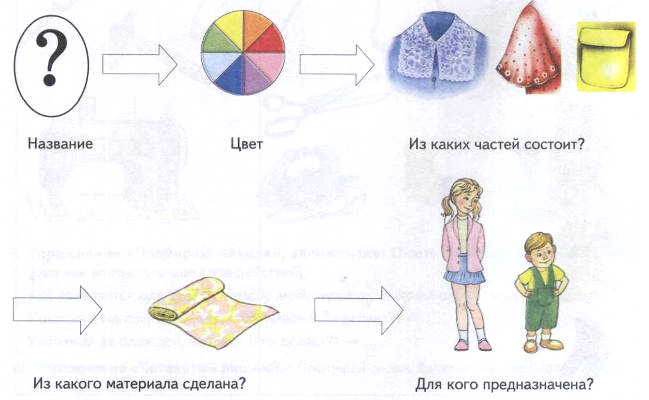 ?
Название
Цвет
Из каких частей состоит?
Из какого материала сделана?
Для кого предназначена?